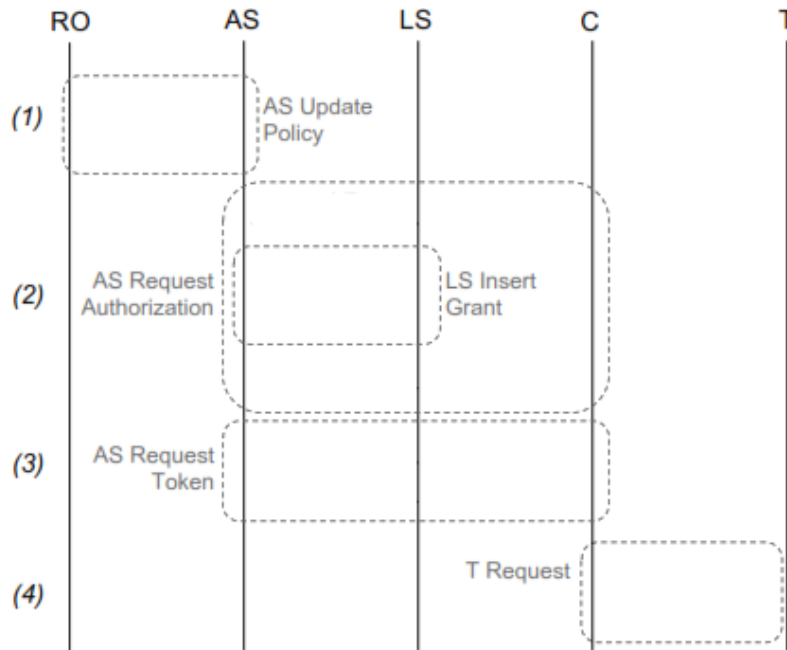 RO AS LS C T
(1)
AS Update
Policy
(2)
AS Request
Authorization
LS Insert
Grant
(3)
AS Request
Token
T Request
(4)